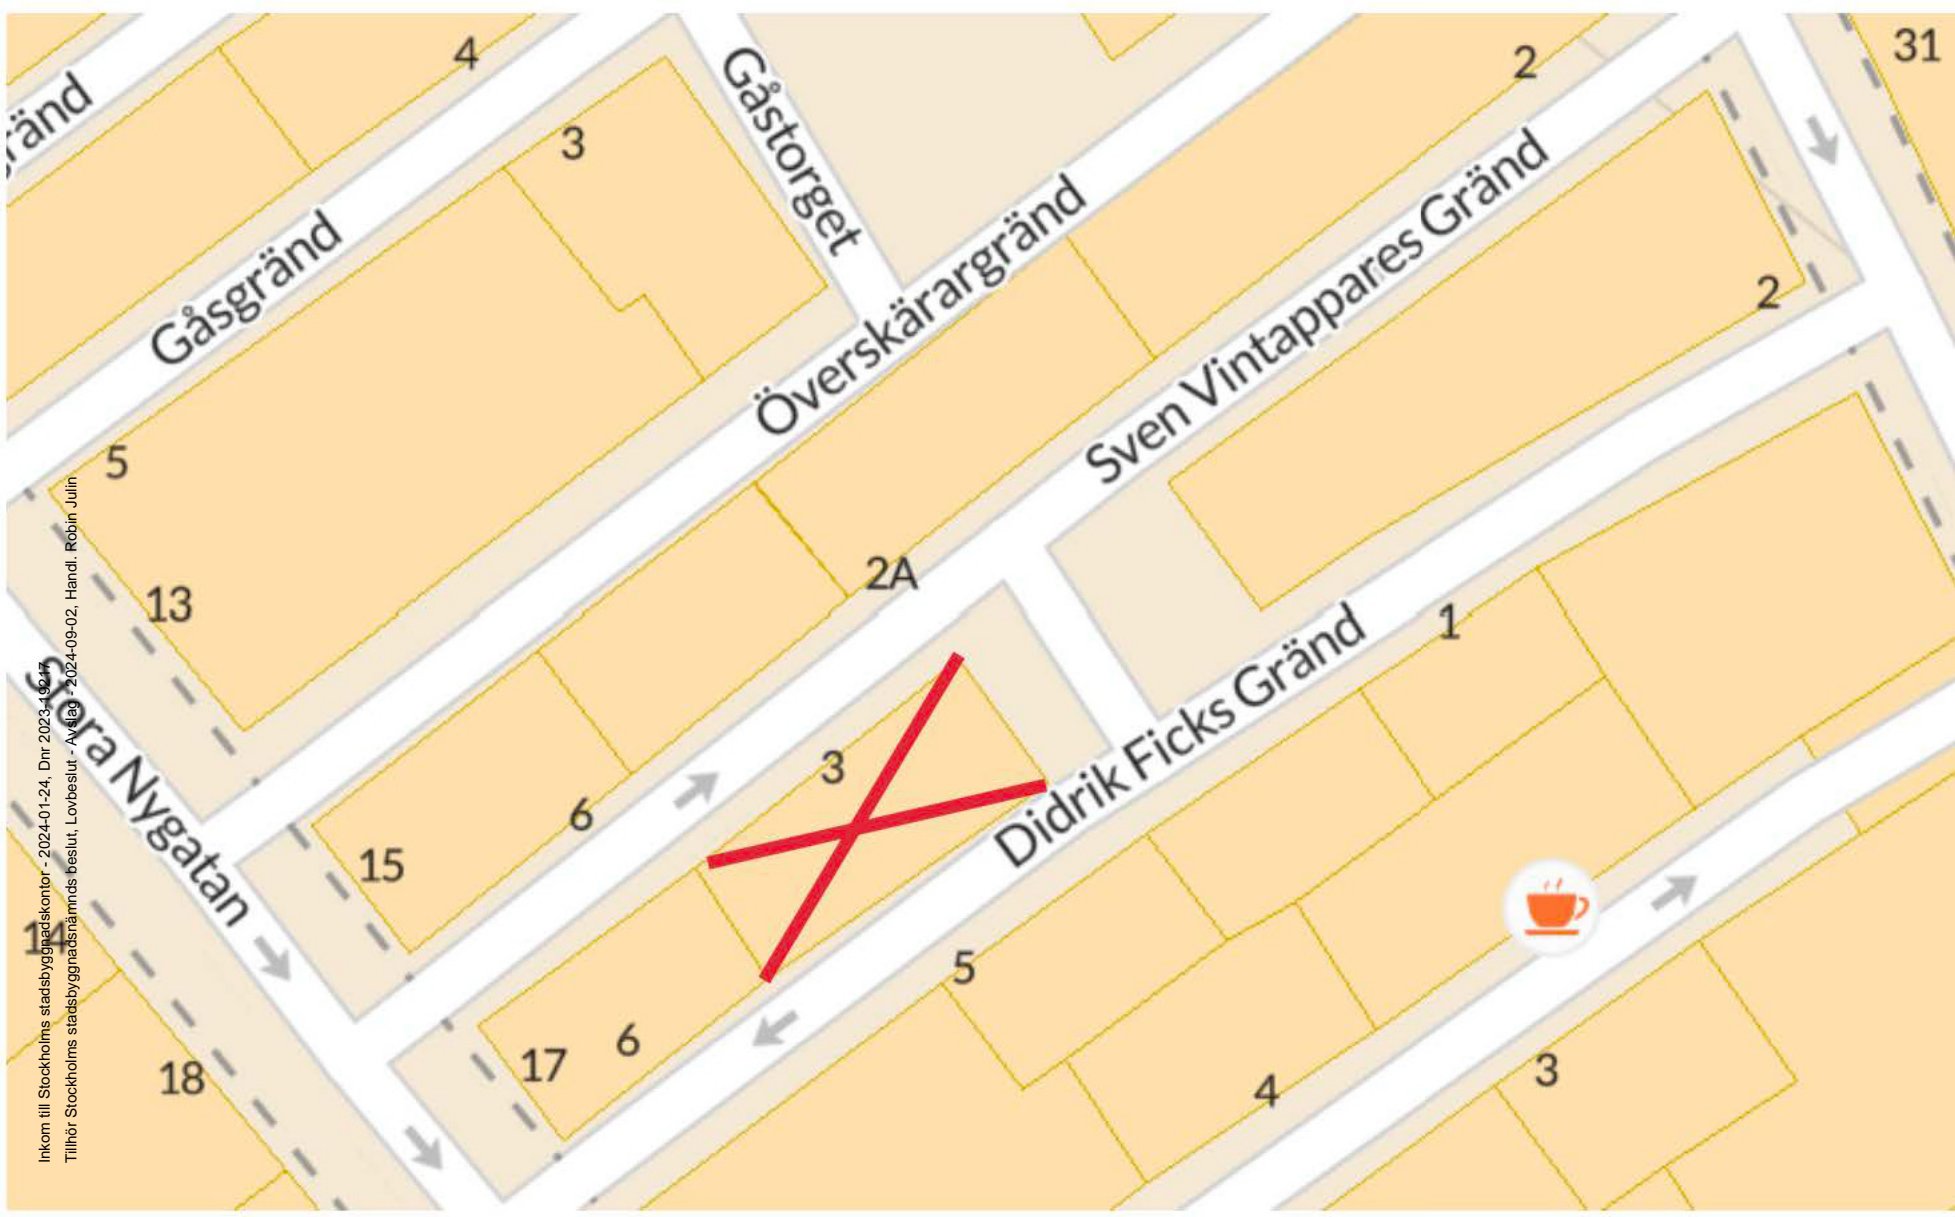 4
2
31
gränd
Gåstorget
3
Gåsgränd
Överskärargränd
Sven Vintappares Gränd
2
5
13
2A
1
Stora Nygatan
3
Didrik Ficks Gränd
6
15
14
5
17
6
18
4
3
Inkom till Stockholms stadsbyggnadskontor - 2024-01-24, Dnr 2023-19217
Tillhör Stockholms stadsbyggnadsnämnds beslut, Lovbeslut - Avslag - 2024-09-02, Handl. Robin Julin